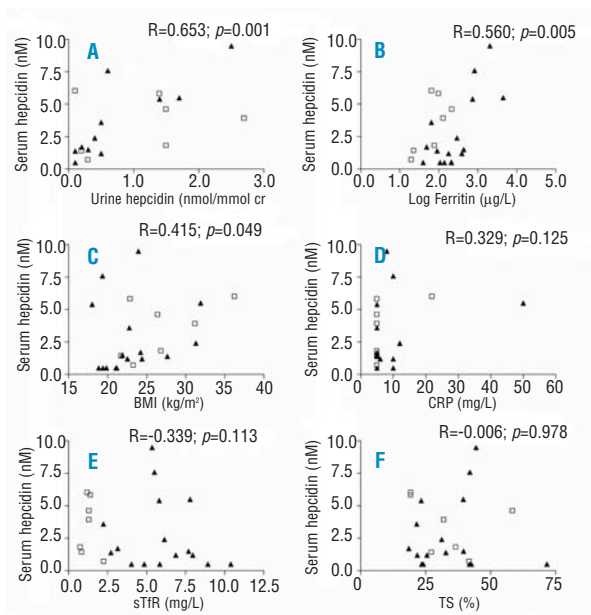 R=0.653; p=0.001
A
Serum hepcidin (nM)
10.0
7.5
5.0
2.5
0.0
0.0 1.0 2.0 3.0
Urine hepcidin (nmol/mmol cr
R=0.560; p=0.005
B
Serum hepcidin (nM)
10.0
7.5
5.0
2.5
0.0
0.0 1.0 2.0 3.0 4.0 5.0
Log Ferritin (µg/L)
R=0.415; p=0.049
C
Serum hepcidin (nM)
10.0
7.5
5.0
2.5
0.0
15 20 25 30 35 40
BMI (kg/m²)
R=0.329; p=0.125
D
Serum hepcidin (nM)
10.0
7.5
5.0
2.5
0.0
0 10 20 30 40 50 60
CRP (mg/L)
R=-0.339; p=0.113
E
Serum hepcidin (nM)
10.0
7.5
5.0
2.5
0.0
0.0 2.5 5.0 7.5 10.0 12.5
sTfR (mg/L)
R=-0.006; p=0.978
F
Serum hepcidin (nM)
10.0
7.5
5.0
2.5
0.0
0 25 50 75
TS (%)